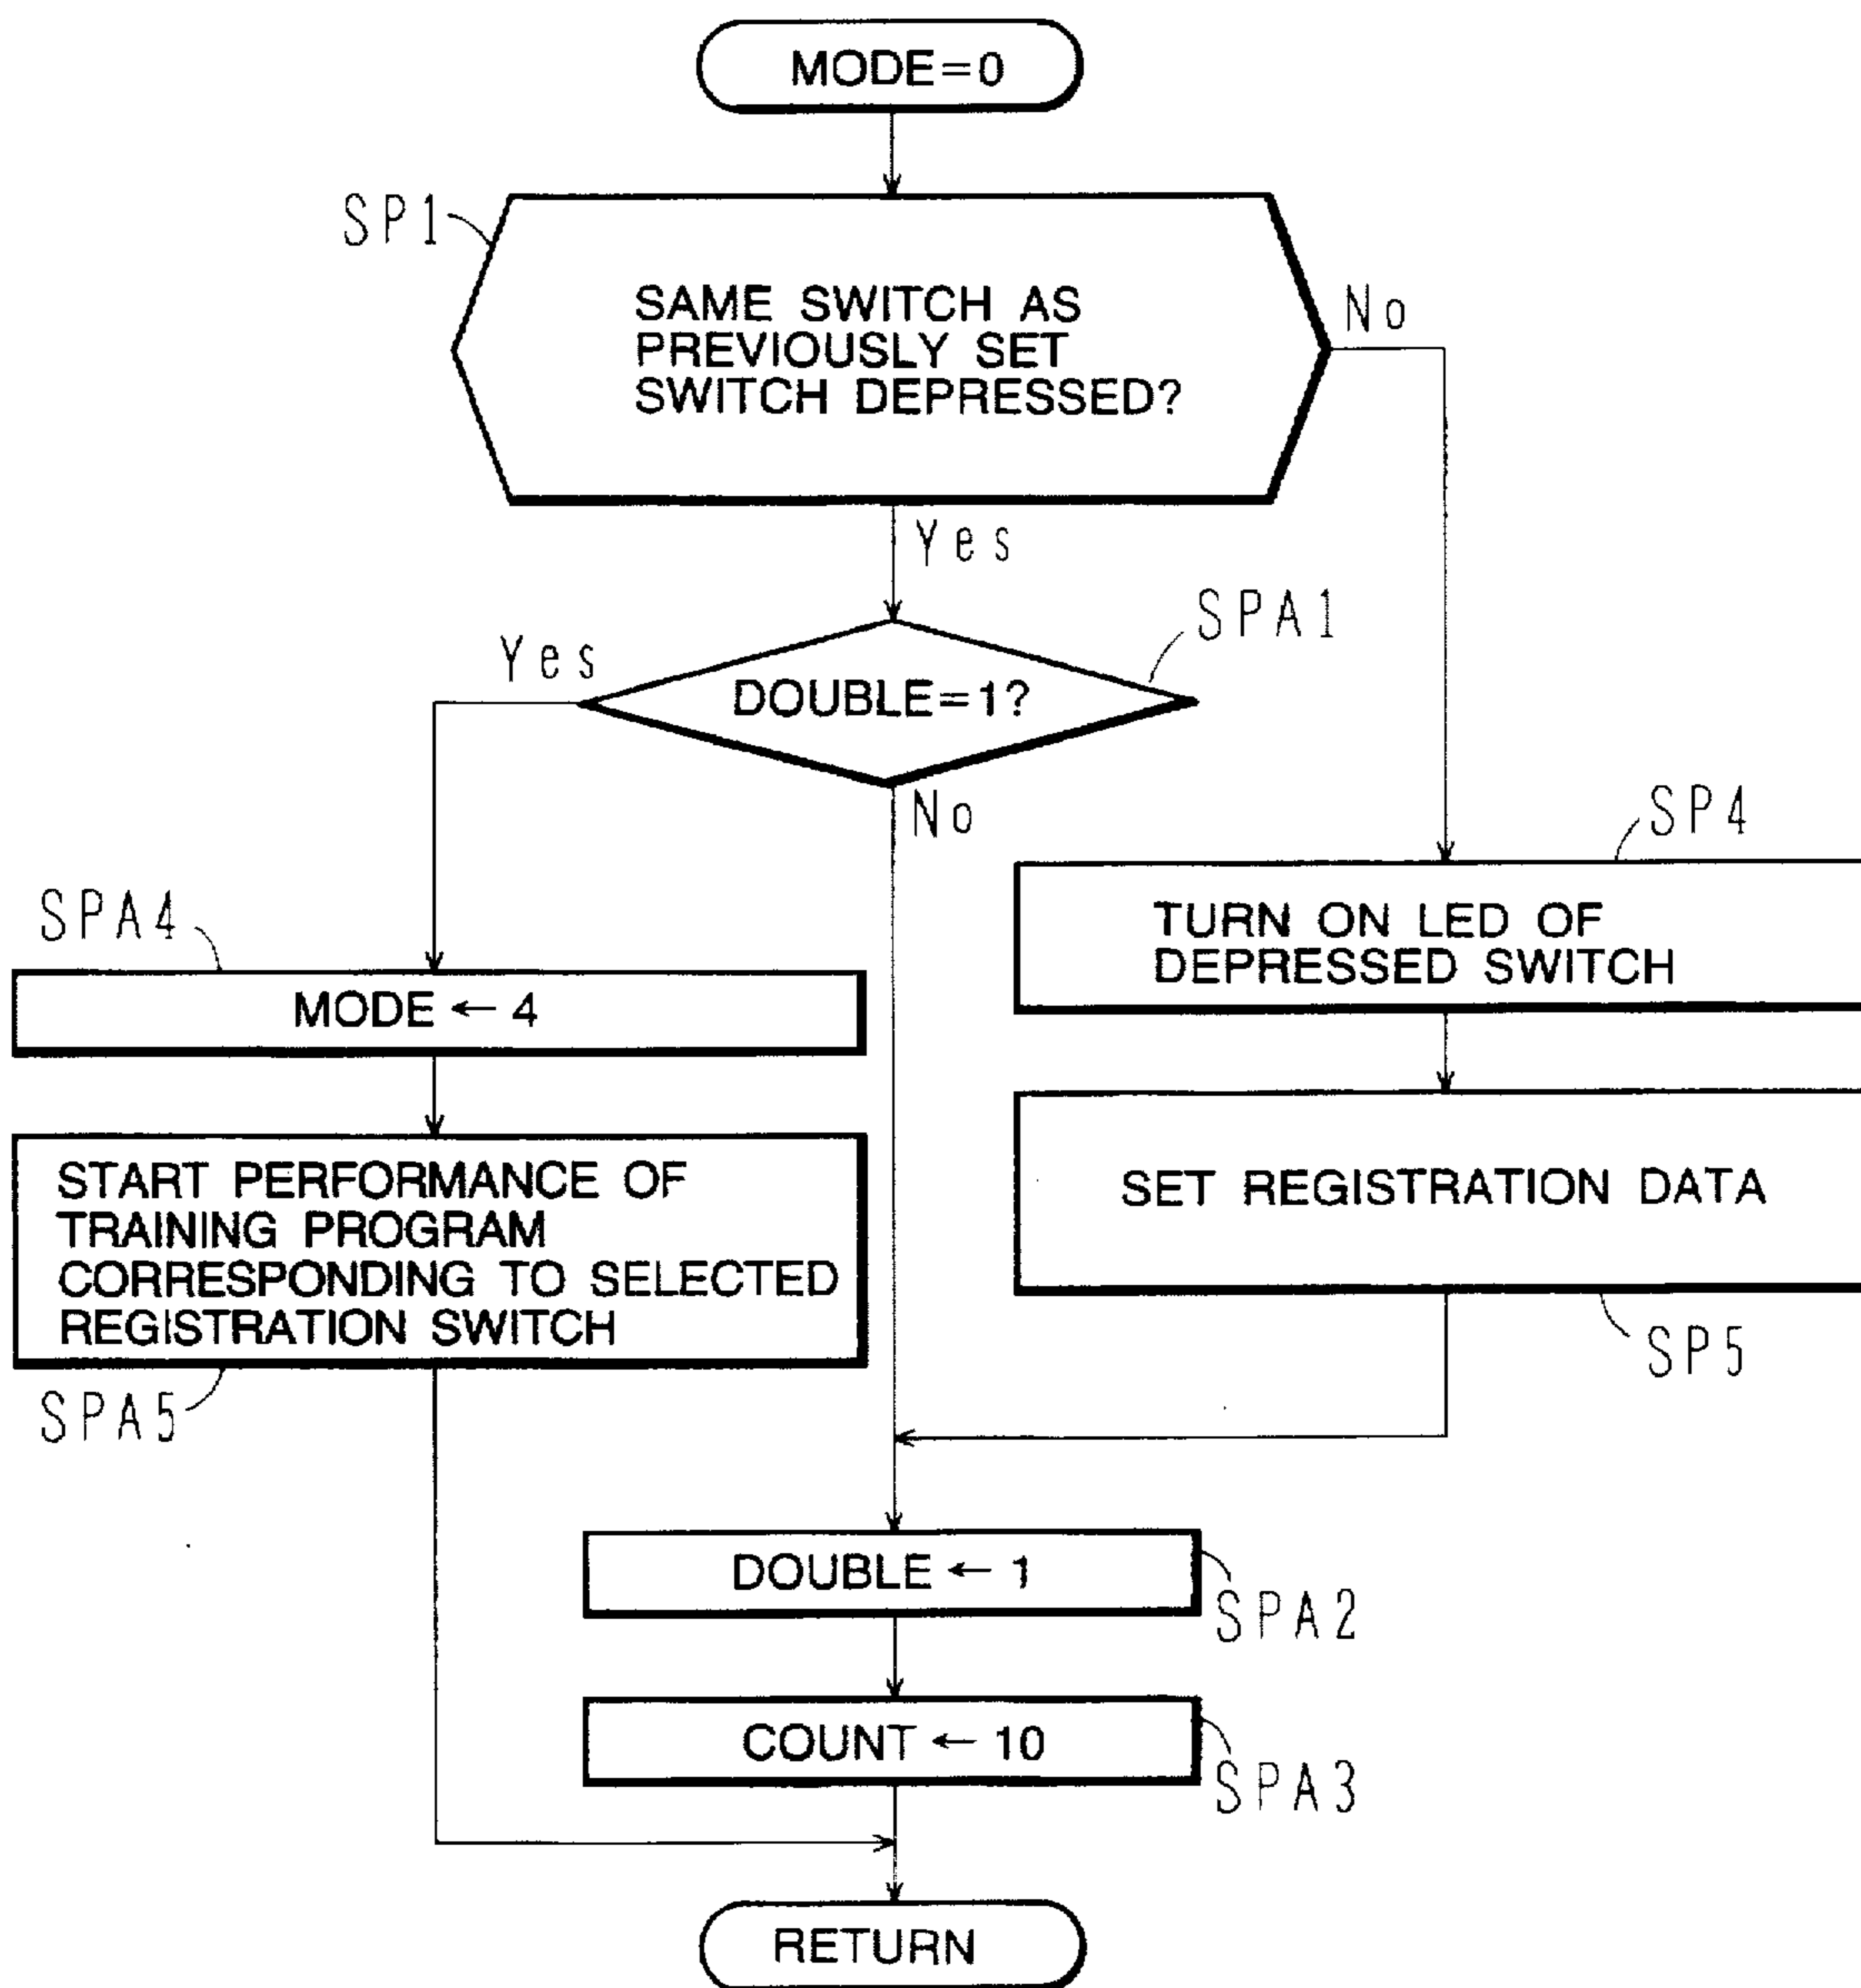 MODE=0
SP1
SAME SWITCH AS
PREVIOUSLY SET
SWITCH DEPRESSED?
No
Yes
SPA1
Yes
DOUBLE=1?
No
SP4
SPA4
TURN ON LED OF
DEPRESSED SWITCH
MODE ← 4
START PERFORMANCE OF
TRAINING PROGRAM
CORRESPONDING TO SELECTED
REGISTRATION SWITCH
SET REGISTRATION DATA
SP5
SPA5
DOUBLE ← 1
SPA2
COUNT ← 10
SPA3
RETURN